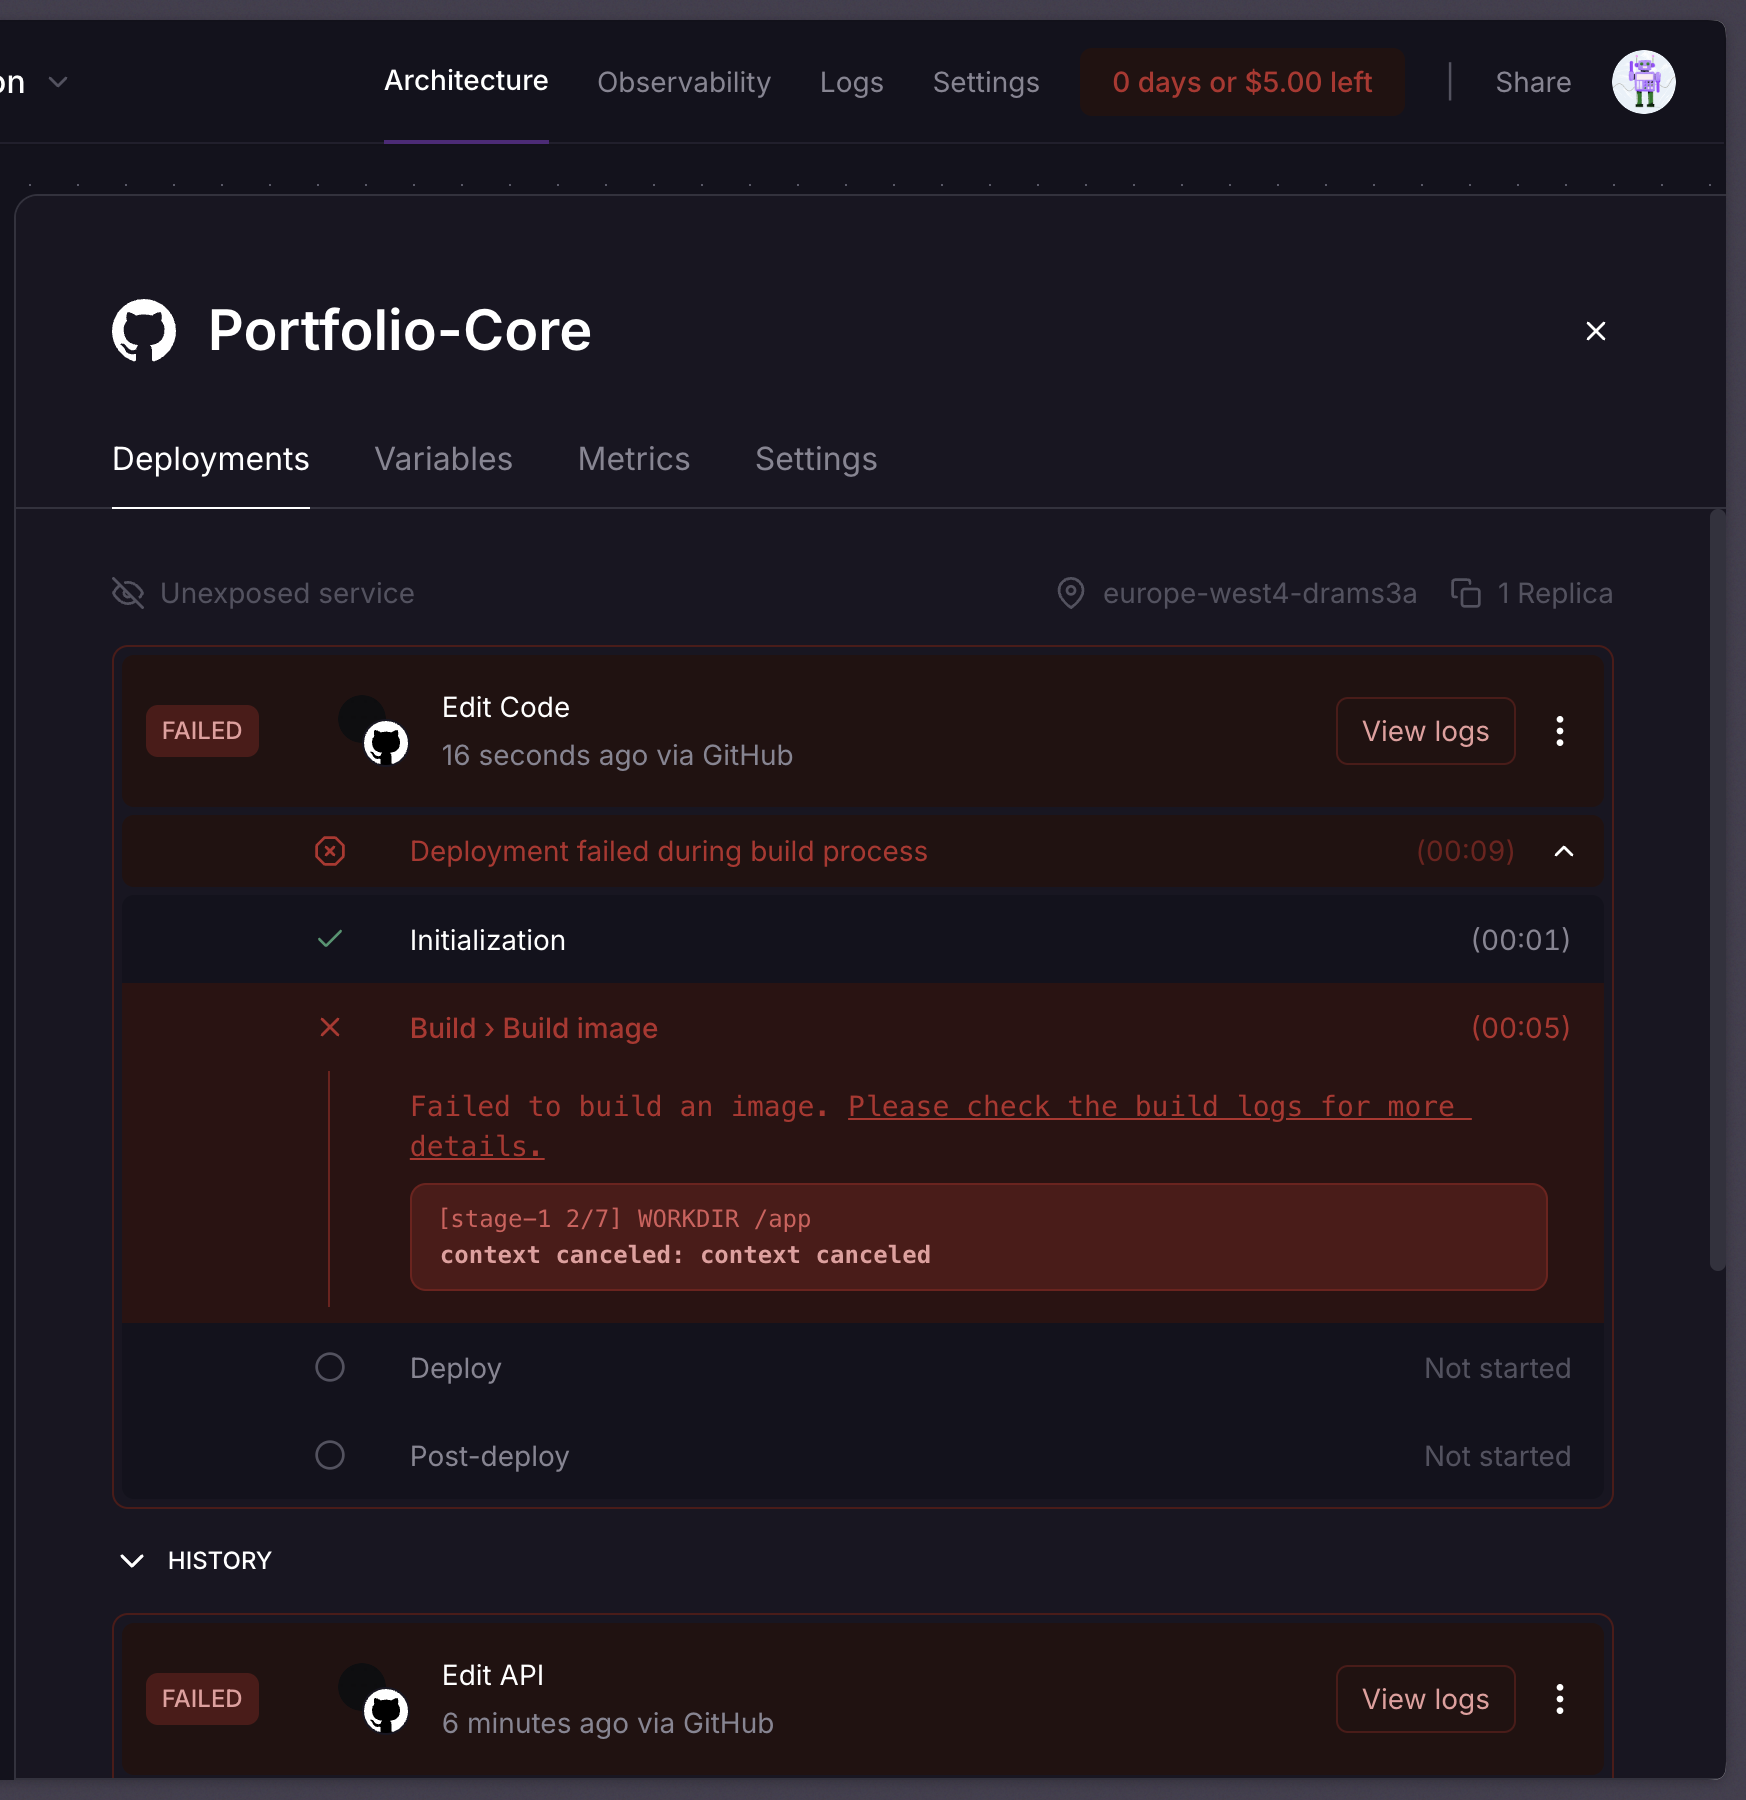 on
Architecture
Observability
Logs
Settings
0 days or $5.00 left
Share
Portfolio-Core
Deployments
Variables
Metrics
Settings
Unexposed service
europe-west4-drams3a
1 Replica
FAILED
Edit Code
16 seconds ago via GitHub
View logs
Deployment failed during build process
(00:09)
Initialization
(00:01)
Build › Build image
(00:05)
Failed to build an image. Please check the build logs for more
details.
[stage-1 2/7] WORKDIR /app
context canceled: context canceled
Deploy
Not started
Post-deploy
Not started
HISTORY
FAILED
Edit API
6 minutes ago via GitHub
View logs